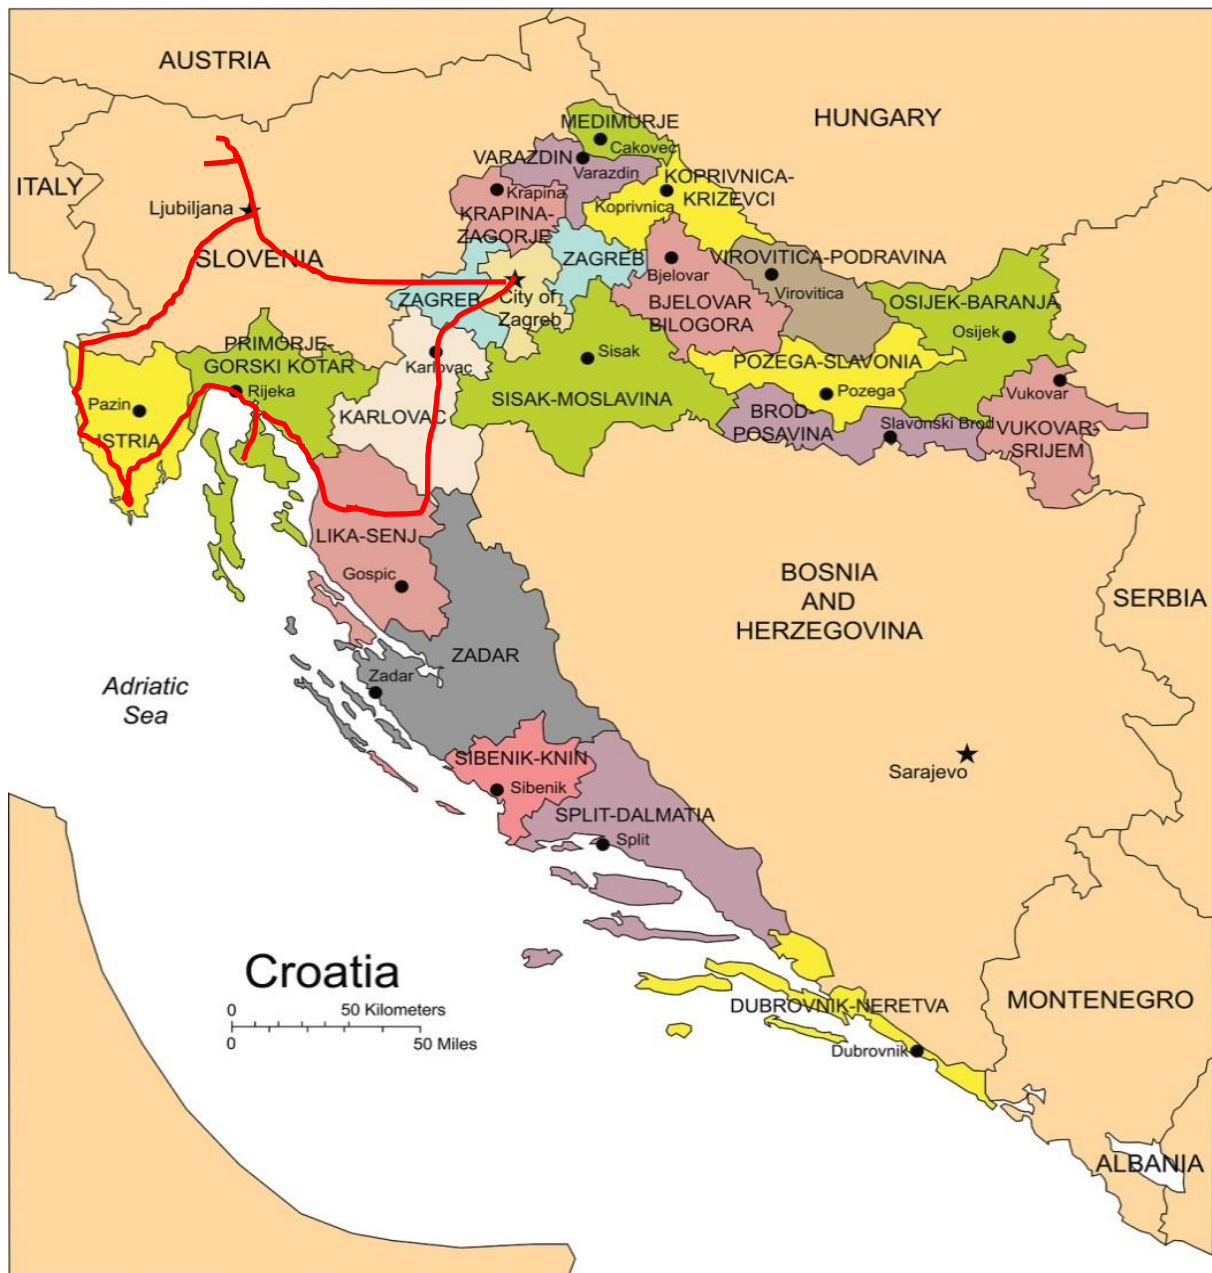 AUSTRIA
HUNGARY
MEDIMURJE
Cakovec
VARAZDIN
Varazdin
ITALY
KOPRIVNICA-
KRIZEVCI
Krapina
Koprivnica
Ljubiljana
KRAPINA-
ZAGORJE
SLOVENIA
ZAGREB
VIROVITICA-PODRAVINA
Bjelovar
Virovitica
ZAGREB
City of
Zagreb
BJELOVAR
BILOGORA
OSIJEK-BARANJA
Osijek
PRIMORJE-
GORSKI KOTAR
Rijeka
Karlovac
Sisak
POZEGA-SLAVONIA
Pozega
Vukovar
Pazin
ISTRIA
KARLOVAC
SISAK-MOSLAVINA
BROD-
POSAVINA
Slavonski Brod
VUKOVAR-
SRIJEM
LIKA-SENJ
Gospic
BOSNIA
AND
HERZEGOVINA
SERBIA
ZADAR
Zadar
Adriatic
Sea
SIBENIK-KNIN
Sibenik
Sarajevo
SPLIT-DALMATIA
Split
Croatia
0 50 Kilometers
0 50 Miles
DUBROVNIK-NERETVA
Dubrovnik
MONTENEGRO
ALBANIA